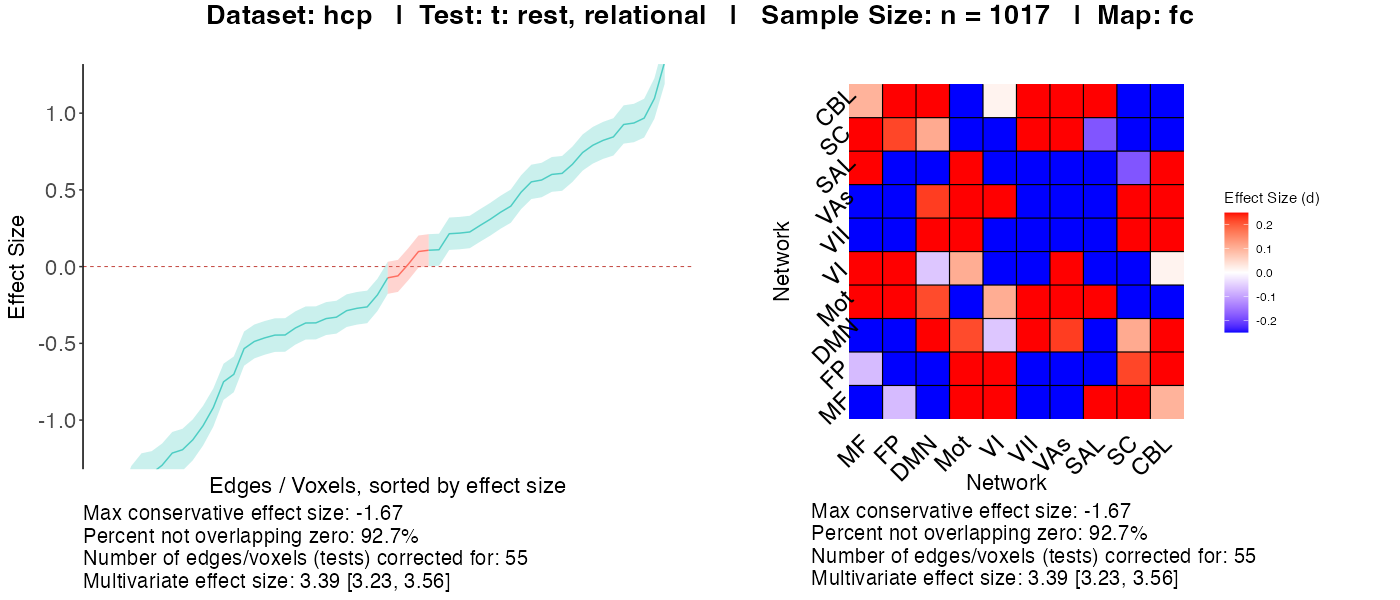 Dataset: hcp | Test: t: rest, relational | Sample Size: n = 1017 | Map: fc
Effect Size
1.0
0.5
0.0
-0.5
-1.0
Edges / Voxels, sorted by effect size
Max conservative effect size: -1.67
Percent not overlapping zero: 92.7%
Number of edges/voxels (tests) corrected for: 55
Multivariate effect size: 3.39 [3.23, 3.56]
Network
CBL
SC
SAL
VAs
VII
VI
Mot
DMN
FP
MF
MF FP DMN Mot VI VII VAs SAL SC CBL
Network
Effect Size (d)
0.2
0.1
0.0
-0.1
-0.2
Max conservative effect size: -1.67
Percent not overlapping zero: 92.7%
Number of edges/voxels (tests) corrected for: 55
Multivariate effect size: 3.39 [3.23, 3.56]